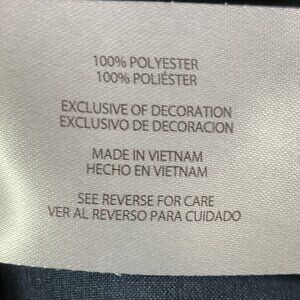 100% POLYESTER
100% POLIÉSTER
EXCLUSIVE OF DECORATION
EXCLUSIVO DE DECORACION
MADE IN VIETNAM
HECHO EN VIETNAM
SEE REVERSE FOR CARE
VER AL REVERSO PARA CUIDADO